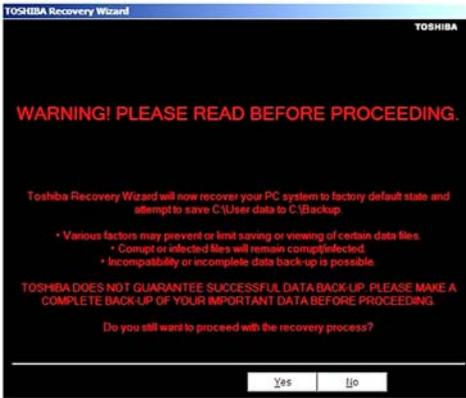 TOSHIBA Recovery Wizard
TOSHIBA
WARNING! PLEASE READ BEFORE PROCEEDING.
Toshiba Recovery Wizard will now recover your PC system to factory default state and
attempt to save C:\User data to C:\Backup.
• Various factors may prevent or limit saving or viewing of certain data files.
• Corrupt or infected files will remain corrupt/infected.
• Incompatibility or incomplete data back-up is possible.
TOSHIBA DOES NOT GUARANTEE SUCCESSFUL DATA BACK-UP. PLEASE MAKE A
COMPLETE BACK-UP OF YOUR IMPORTANT DATA BEFORE PROCEEDING.
Do you still want to proceed with the recovery process?
Yes
No